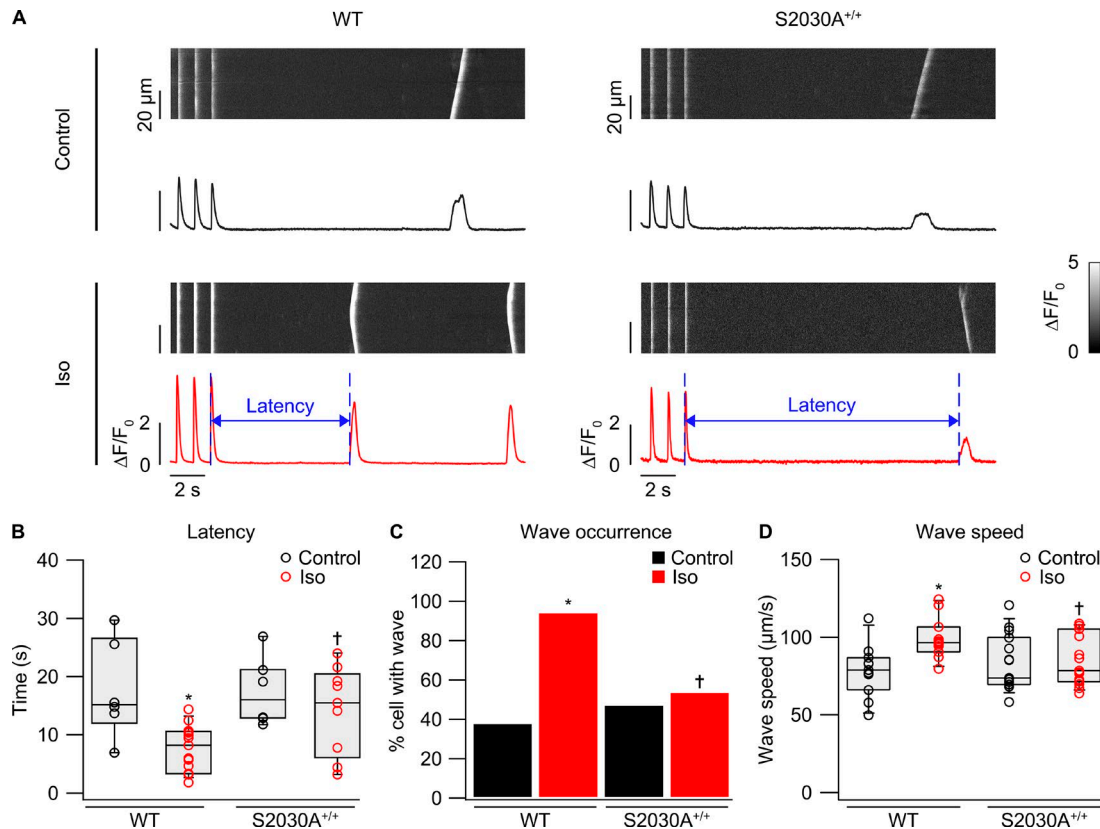 A
WT
S2030A+/+
Control
20 µm
20 µm
Iso
5
ΔF/F0
0
Latency
Latency
2
ΔF/F0
0
2
ΔF/F0
0
2 s
2 s
B
Latency
Control
Iso
Time (s)
40
30
20
10
0
*
†
WT
S2030A+/+
C
Wave occurrence
Control
Iso
% cell with wave
120
100
80
60
40
20
0
*
†
WT
S2030A+/+
D
Wave speed
Control
Iso
Wave speed (µm/s)
150
100
50
0
*
†
WT
S2030A+/+